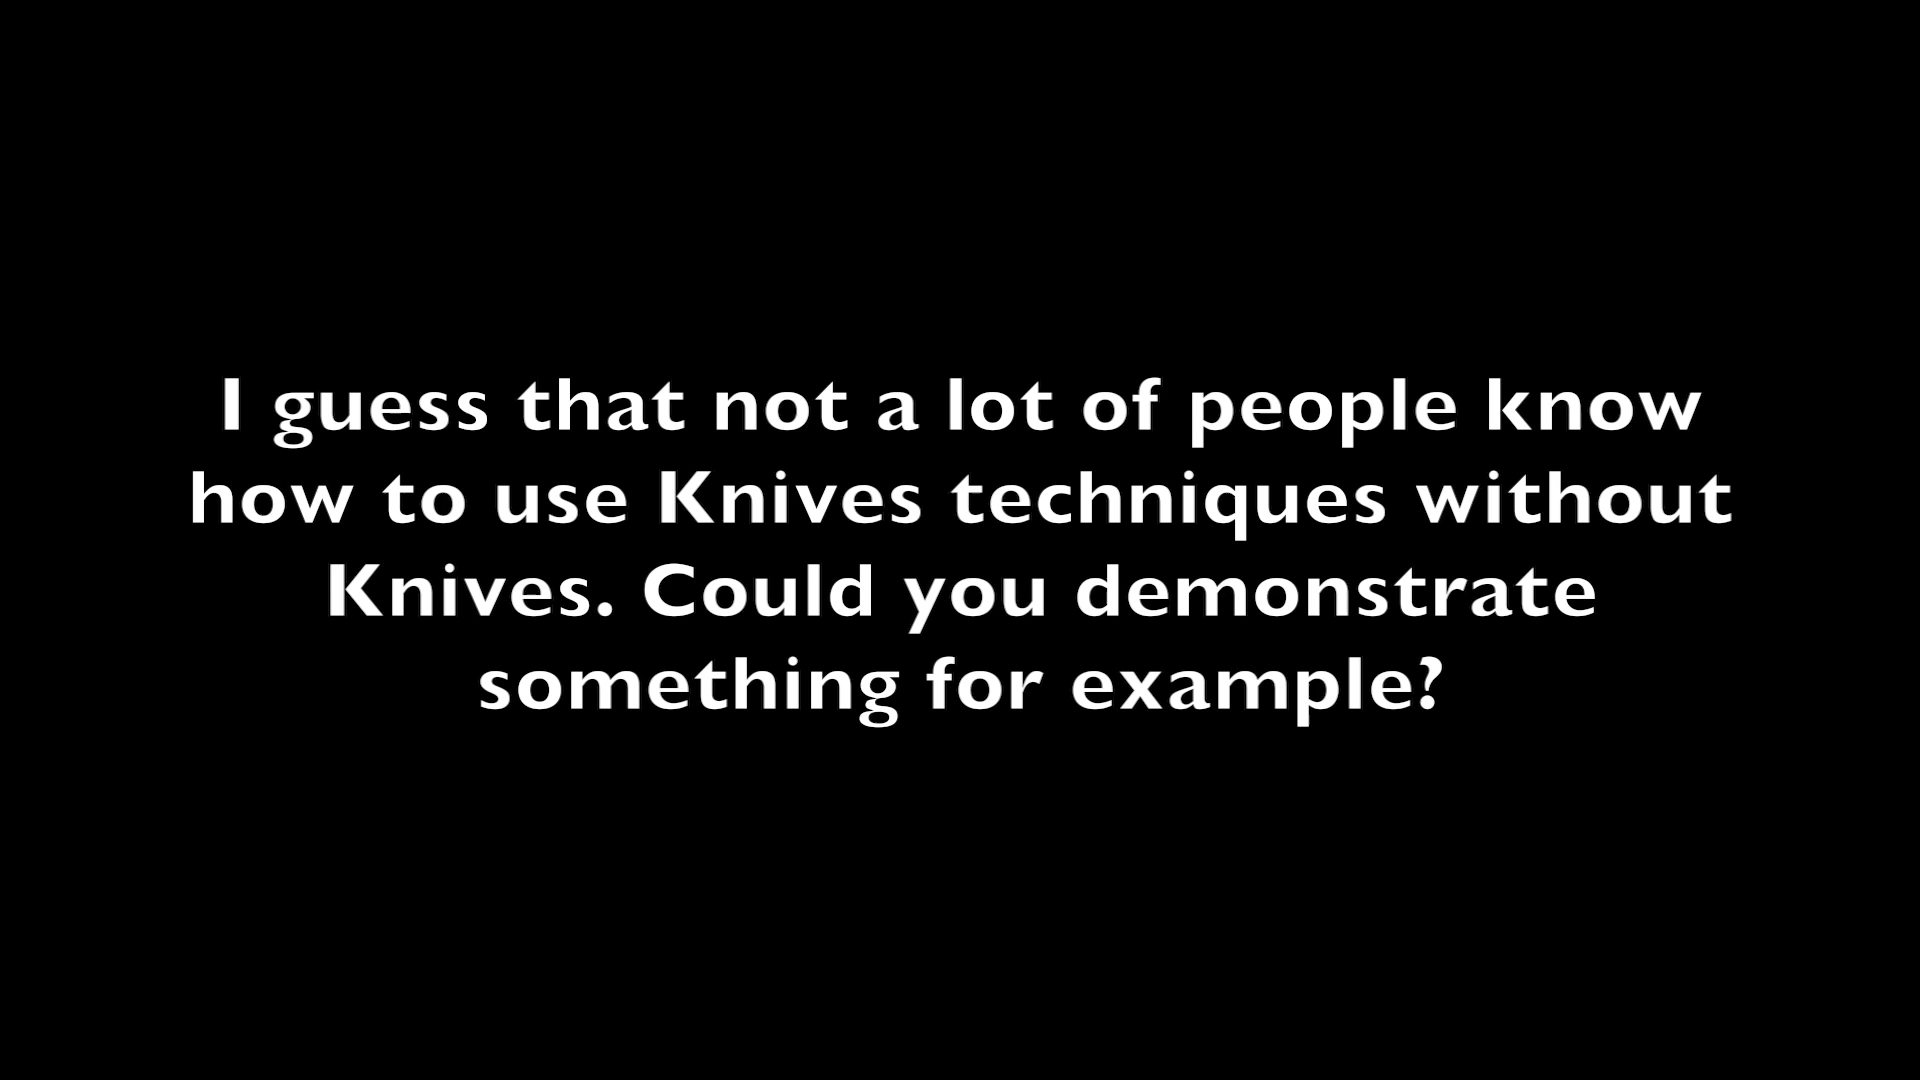 I guess that not a lot of people know
how to use Knives techniques without
Knives. Could you demonstrate
something for example?